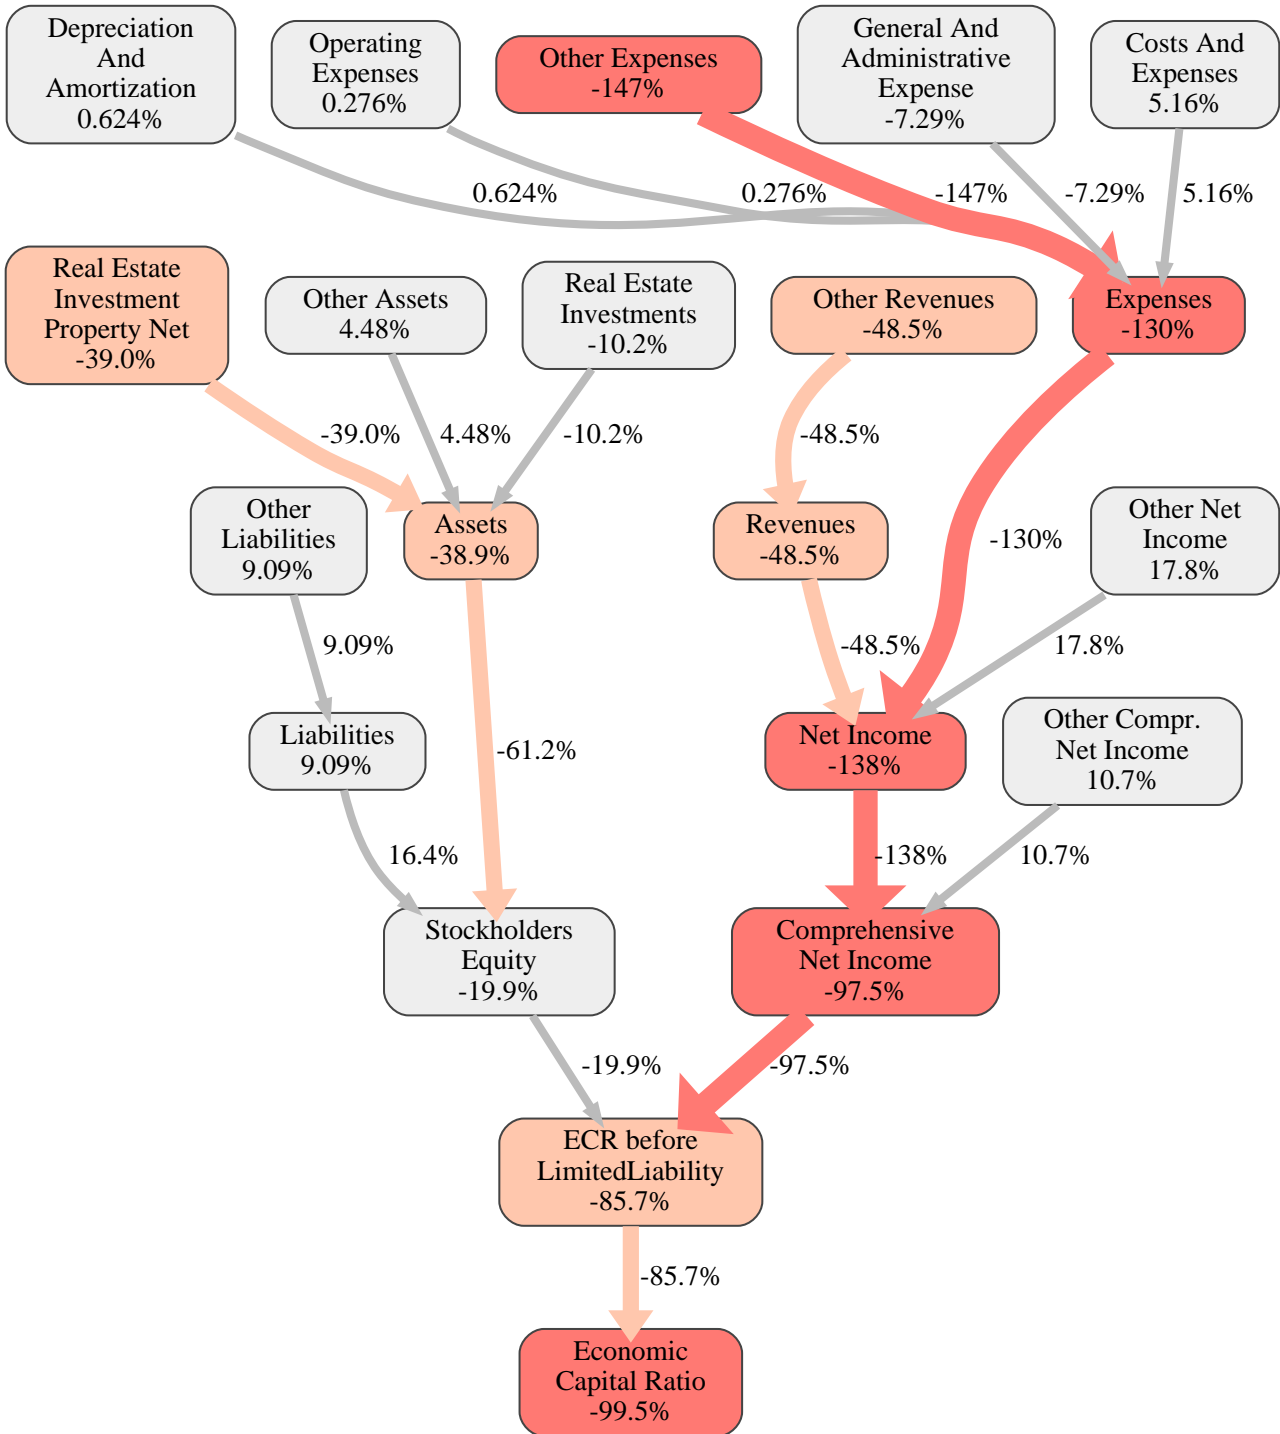 Depreciation
And
Amortization
0.624%
Operating
Expenses
0.276%
Other Expenses
-147%
General And
Administrative
Expense
-7.29%
Costs And
Expenses
5.16%
0.624%
0.276%
-147%
-7.29%
5.16%
Real Estate
Investment
Property Net
-39.0%
Other Assets
4.48%
Real Estate
Investments
-10.2%
Other Revenues
-48.5%
Expenses
-130%
-39.0%
4.48%
-10.2%
-48.5%
-130%
Other
Liabilities
9.09%
Assets
-38.9%
Revenues
-48.5%
Other Net
Income
17.8%
9.09%
-61.2%
-48.5%
17.8%
Liabilities
9.09%
Net Income
-138%
Other Compr.
Net Income
10.7%
16.4%
-138%
10.7%
Stockholders
Equity
-19.9%
Comprehensive
Net Income
-97.5%
-19.9%
-97.5%
ECR before
LimitedLiability
-85.7%
-85.7%
Economic
Capital Ratio
-99.5%